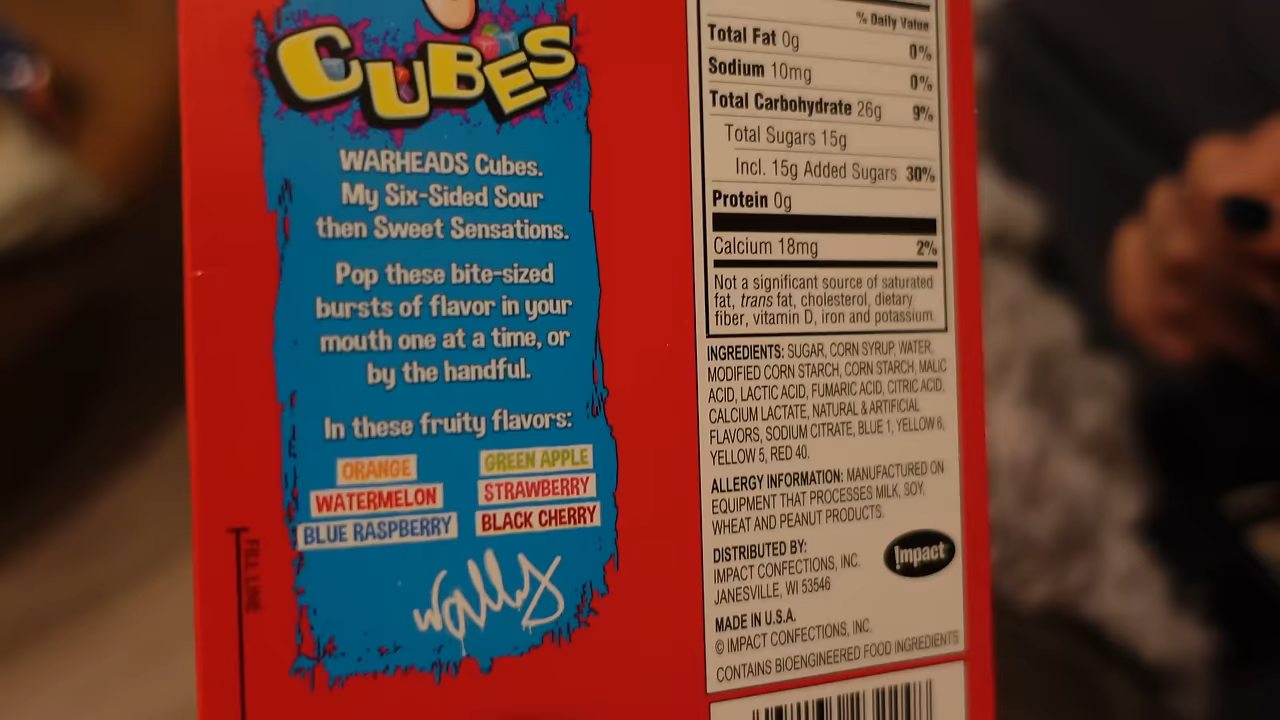 CUBES
WARHEADS Cubes.
My Six-Sided Sour
then Sweet Sensations.
Pop these bite-sized
bursts of flavor in your
mouth one at a time, or
by the handful.
In these fruity flavors:
ORANGE
GREEN APPLE
WATERMELON
STRAWBERRY
BLUE RASPBERRY
BLACK CHERRY
Wally
FILL LINE
% Daily Value
Total Fat 0g 0%
Sodium 10mg 0%
Total Carbohydrate 26g 9%
Total Sugars 15g
Incl. 15g Added Sugars 30%
Protein 0g
Calcium 18mg 2%
Not a significant source of saturated
fat, trans fat, cholesterol, dietary
fiber, vitamin D, iron and potassium.
INGREDIENTS: SUGAR, CORN SYRUP, WATER,
MODIFIED CORN STARCH, CORN STARCH, MALIC
ACID, LACTIC ACID, FUMARIC ACID, CITRIC ACID,
CALCIUM LACTATE, NATURAL & ARTIFICIAL
FLAVORS, SODIUM CITRATE, BLUE 1, YELLOW 6,
YELLOW 5, RED 40.
ALLERGY INFORMATION: MANUFACTURED ON
EQUIPMENT THAT PROCESSES MILK, SOY,
WHEAT AND PEANUT PRODUCTS.
DISTRIBUTED BY:
IMPACT CONFECTIONS, INC.
JANESVILLE, WI 53546
Impact
MADE IN U.S.A.
© IMPACT CONFECTIONS, INC.
CONTAINS BIOENGINEERED FOOD INGREDIENTS